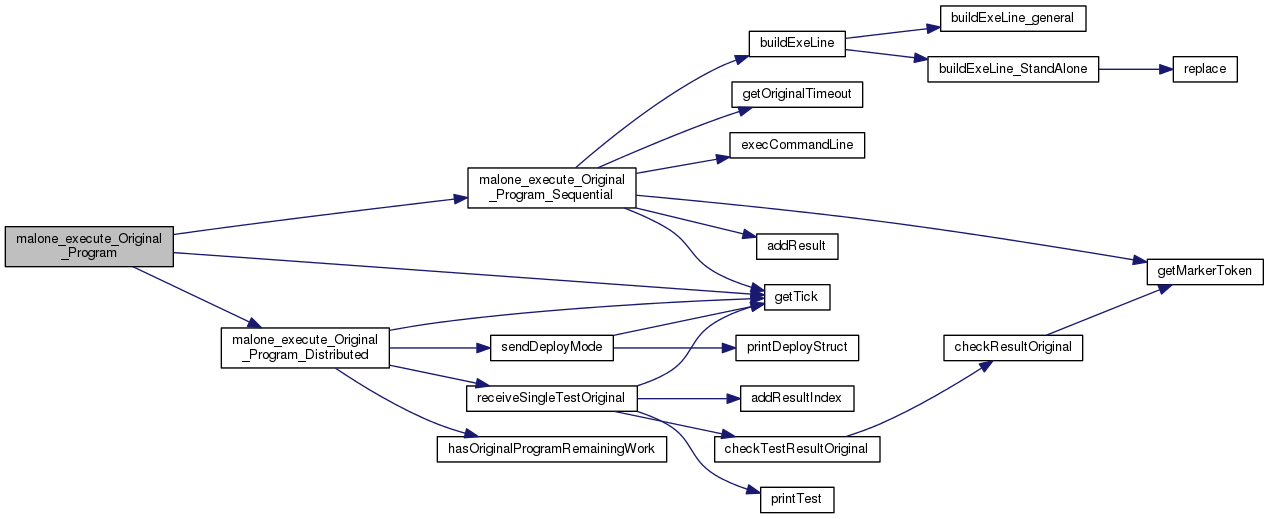 buildExeLine_general
buildExeLine
buildExeLine_StandAlone
replace
getOriginalTimeout
execCommandLine
malone_execute_Original
_Program_Sequential
addResult
malone_execute_Original
_Program
getMarkerToken
getTick
malone_execute_Original
_Program_Distributed
sendDeployMode
printDeployStruct
checkResultOriginal
receiveSingleTestOriginal
addResultIndex
hasOriginalProgramRemainingWork
checkTestResultOriginal
printTest